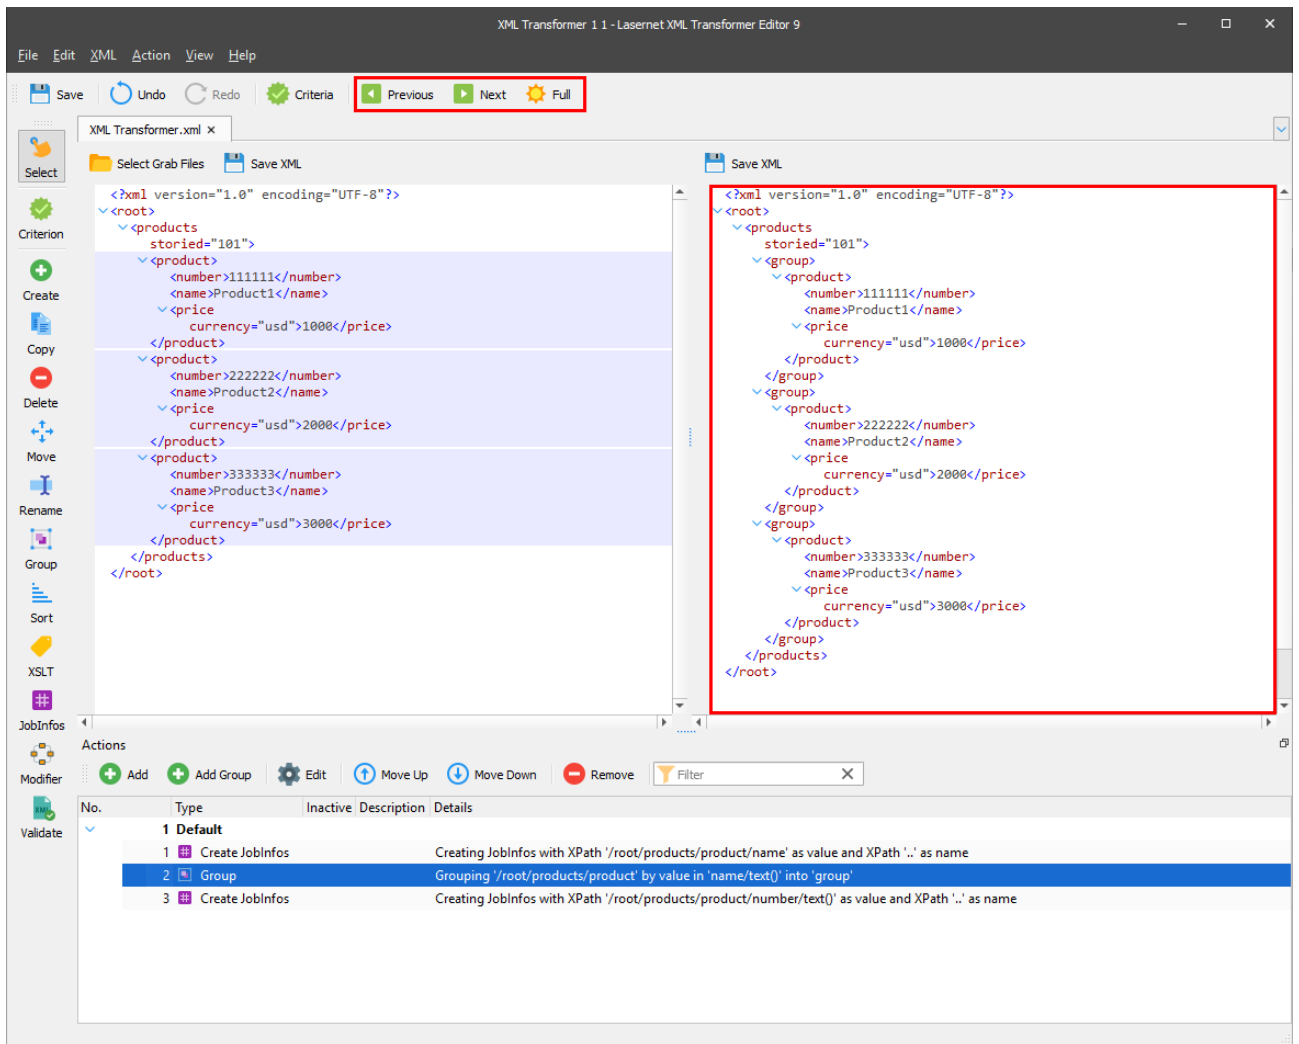 XML Transformer 1 1 - Lasernet XML Transformer Editor 9
File Edit XML Action View Help
Save Undo Redo Criteria Previous Next Full
XML Transformer.xml ×
Select
Criterion
Create
Copy
Delete
Move
Rename
Group
Sort
XSLT
JobInfos
Modifier
Validate
Select Grab Files Save XML
<?xml version="1.0" encoding="UTF-8"?>
<root>
<products
storied="101">
<product>
<number>111111</number>
<name>Product1</name>
<price
currency="usd">1000</price>
</product>
<product>
<number>222222</number>
<name>Product2</name>
<price
currency="usd">2000</price>
</product>
<product>
<number>333333</number>
<name>Product3</name>
<price
currency="usd">3000</price>
</product>
</products>
</root>
Save XML
<?xml version="1.0" encoding="UTF-8"?>
<root>
<products
storied="101">
<group>
<product>
<number>111111</number>
<name>Product1</name>
<price
currency="usd">1000</price>
</product>
</group>
<group>
<product>
<number>222222</number>
<name>Product2</name>
<price
currency="usd">2000</price>
</product>
</group>
<group>
<product>
<number>333333</number>
<name>Product3</name>
<price
currency="usd">3000</price>
</product>
</group>
</products>
</root>
Actions
Add Add Group Edit Move Up Move Down Remove Filter
No. Type Inactive Description Details
1 Default
1 # Create JobInfos Creating JobInfos with XPath '/root/products/product/name' as value and XPath '..' as name
2 Group Grouping '/root/products/product' by value in 'name/text()' into 'group'
3 # Create JobInfos Creating JobInfos with XPath '/root/products/product/number/text()' as value and XPath '..' as name